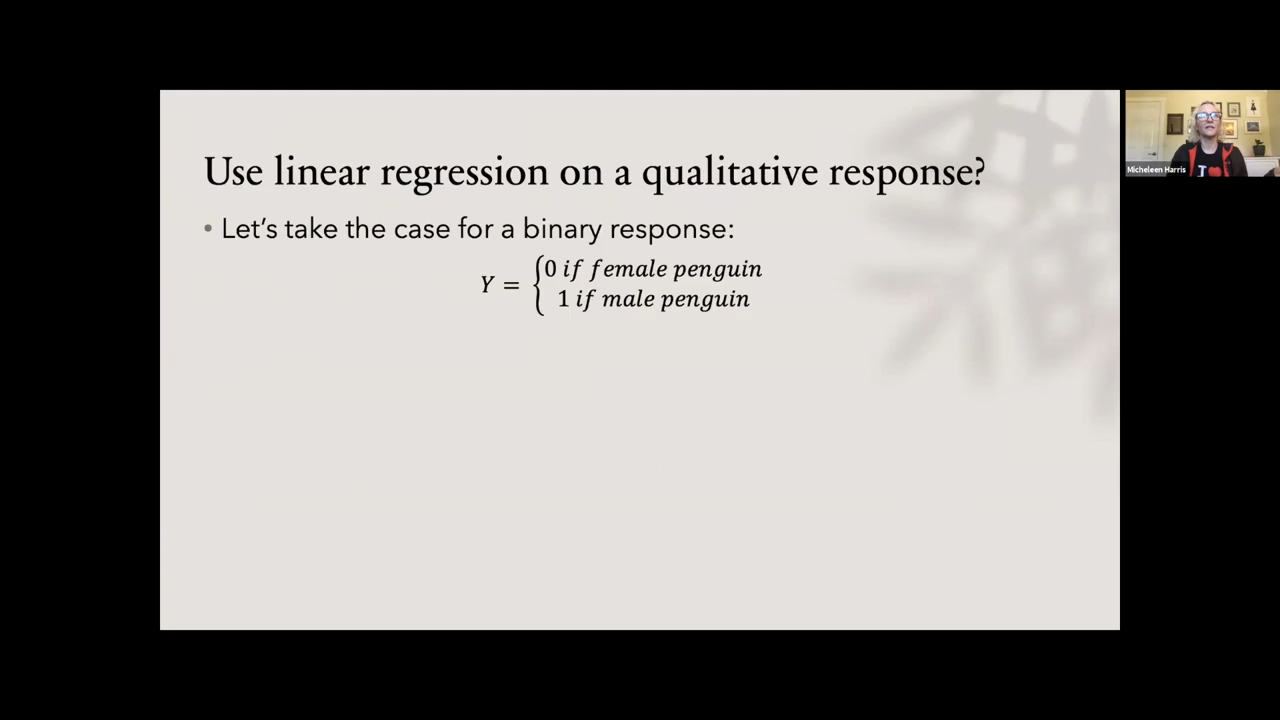 Use linear regression on a qualitative response?
• Let's take the case for a binary response:
Y = {0 if female penguin
1 if male penguin
Micheleen Harris